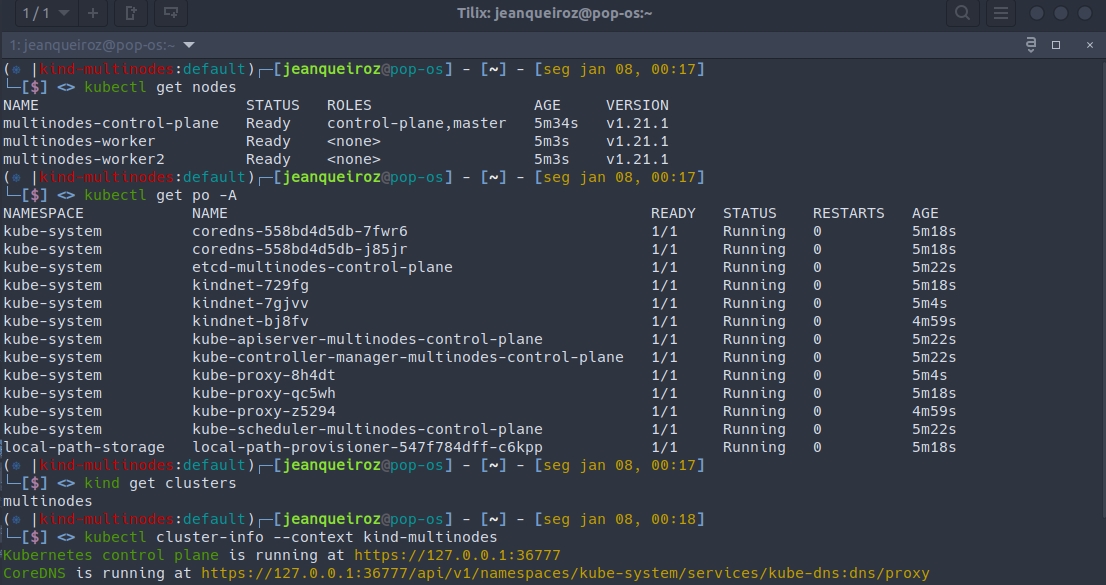 1 / 1 Tilix: jeanqueiroz@pop-os:~
1: jeanqueiroz@pop-os:~
(⎈ |kind-multinodes:default)┌─[jeanqueiroz@pop-os] - [~] - [seg jan 08, 00:17]
└─[$] <> kubectl get nodes
NAME STATUS ROLES AGE VERSION
multinodes-control-plane Ready control-plane,master 5m34s v1.21.1
multinodes-worker Ready <none> 5m3s v1.21.1
multinodes-worker2 Ready <none> 5m3s v1.21.1
(⎈ |kind-multinodes:default)┌─[jeanqueiroz@pop-os] - [~] - [seg jan 08, 00:17]
└─[$] <> kubectl get po -A
NAMESPACE NAME READY STATUS RESTARTS AGE
kube-system coredns-558bd4d5db-7fwr6 1/1 Running 0 5m18s
kube-system coredns-558bd4d5db-j85jr 1/1 Running 0 5m18s
kube-system etcd-multinodes-control-plane 1/1 Running 0 5m22s
kube-system kindnet-729fg 1/1 Running 0 5m18s
kube-system kindnet-7gjvv 1/1 Running 0 5m4s
kube-system kindnet-bj8fv 1/1 Running 0 4m59s
kube-system kube-apiserver-multinodes-control-plane 1/1 Running 0 5m22s
kube-system kube-controller-manager-multinodes-control-plane 1/1 Running 0 5m22s
kube-system kube-proxy-8h4dt 1/1 Running 0 5m4s
kube-system kube-proxy-qc5wh 1/1 Running 0 5m18s
kube-system kube-proxy-z5294 1/1 Running 0 4m59s
kube-system kube-scheduler-multinodes-control-plane 1/1 Running 0 5m22s
local-path-storage local-path-provisioner-547f784dff-c6kpp 1/1 Running 0 5m18s
(⎈ |kind-multinodes:default)┌─[jeanqueiroz@pop-os] - [~] - [seg jan 08, 00:17]
└─[$] <> kind get clusters
multinodes
(⎈ |kind-multinodes:default)┌─[jeanqueiroz@pop-os] - [~] - [seg jan 08, 00:18]
└─[$] <> kubectl cluster-info --context kind-multinodes
Kubernetes control plane is running at https://127.0.0.1:36777
CoreDNS is running at https://127.0.0.1:36777/api/v1/namespaces/kube-system/services/kube-dns:dns/proxy